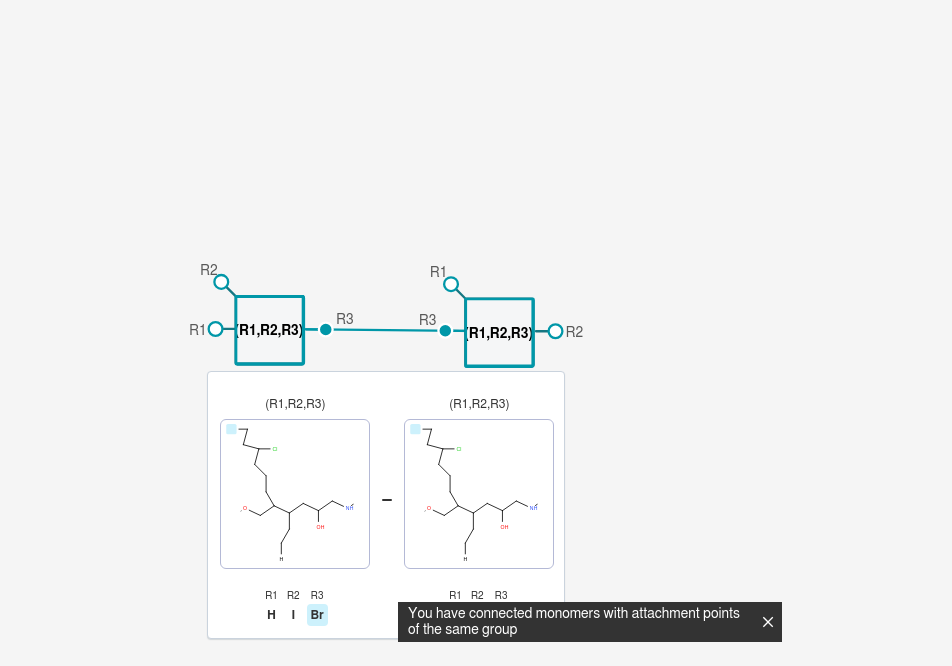 R2
R1
R1 (R1,R2,R3) R3
R3 (R1,R2,R3) R2
(R1,R2,R3) (R1,R2,R3)
Cl Cl
O NH O NH
OH OH
H H
R1 R2 R3 R1 R2 R3
H I Br
You have connected monomers with attachment points
of the same group